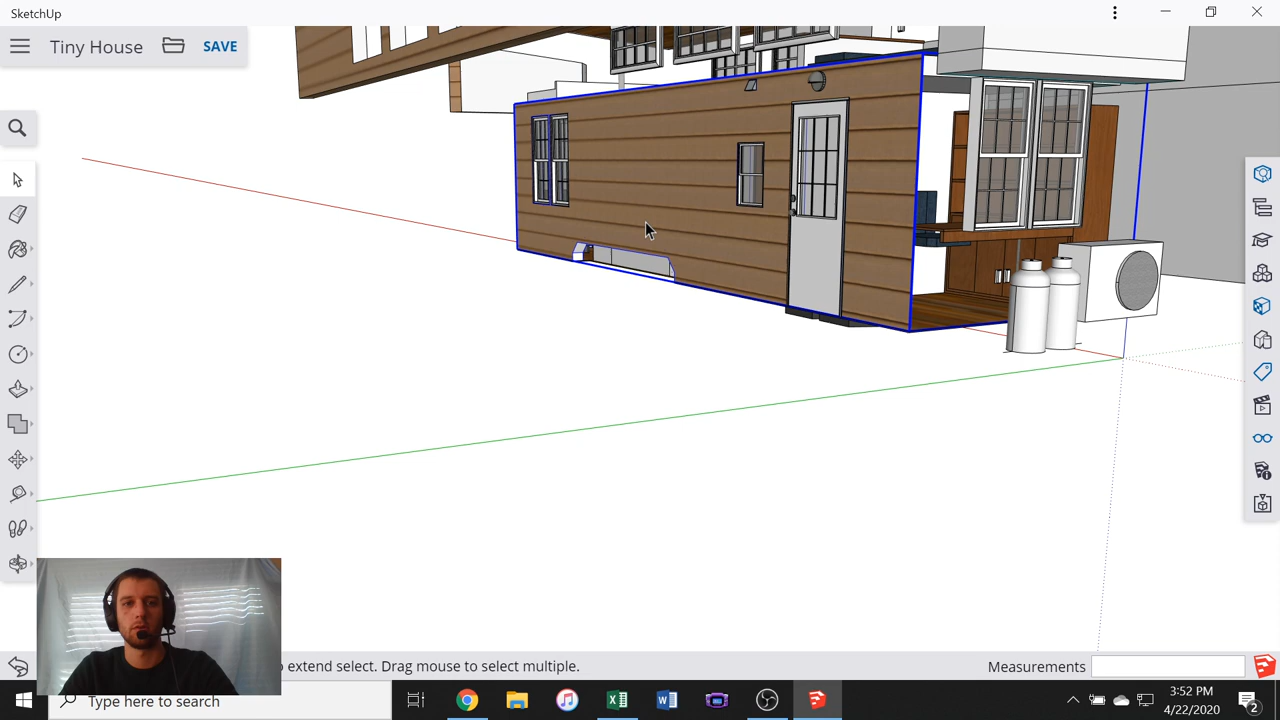 SketchUp
Tiny House
SAVE
o extend select. Drag mouse to select multiple.
Measurements
Type here to search
3:52 PM
4/22/2020
2